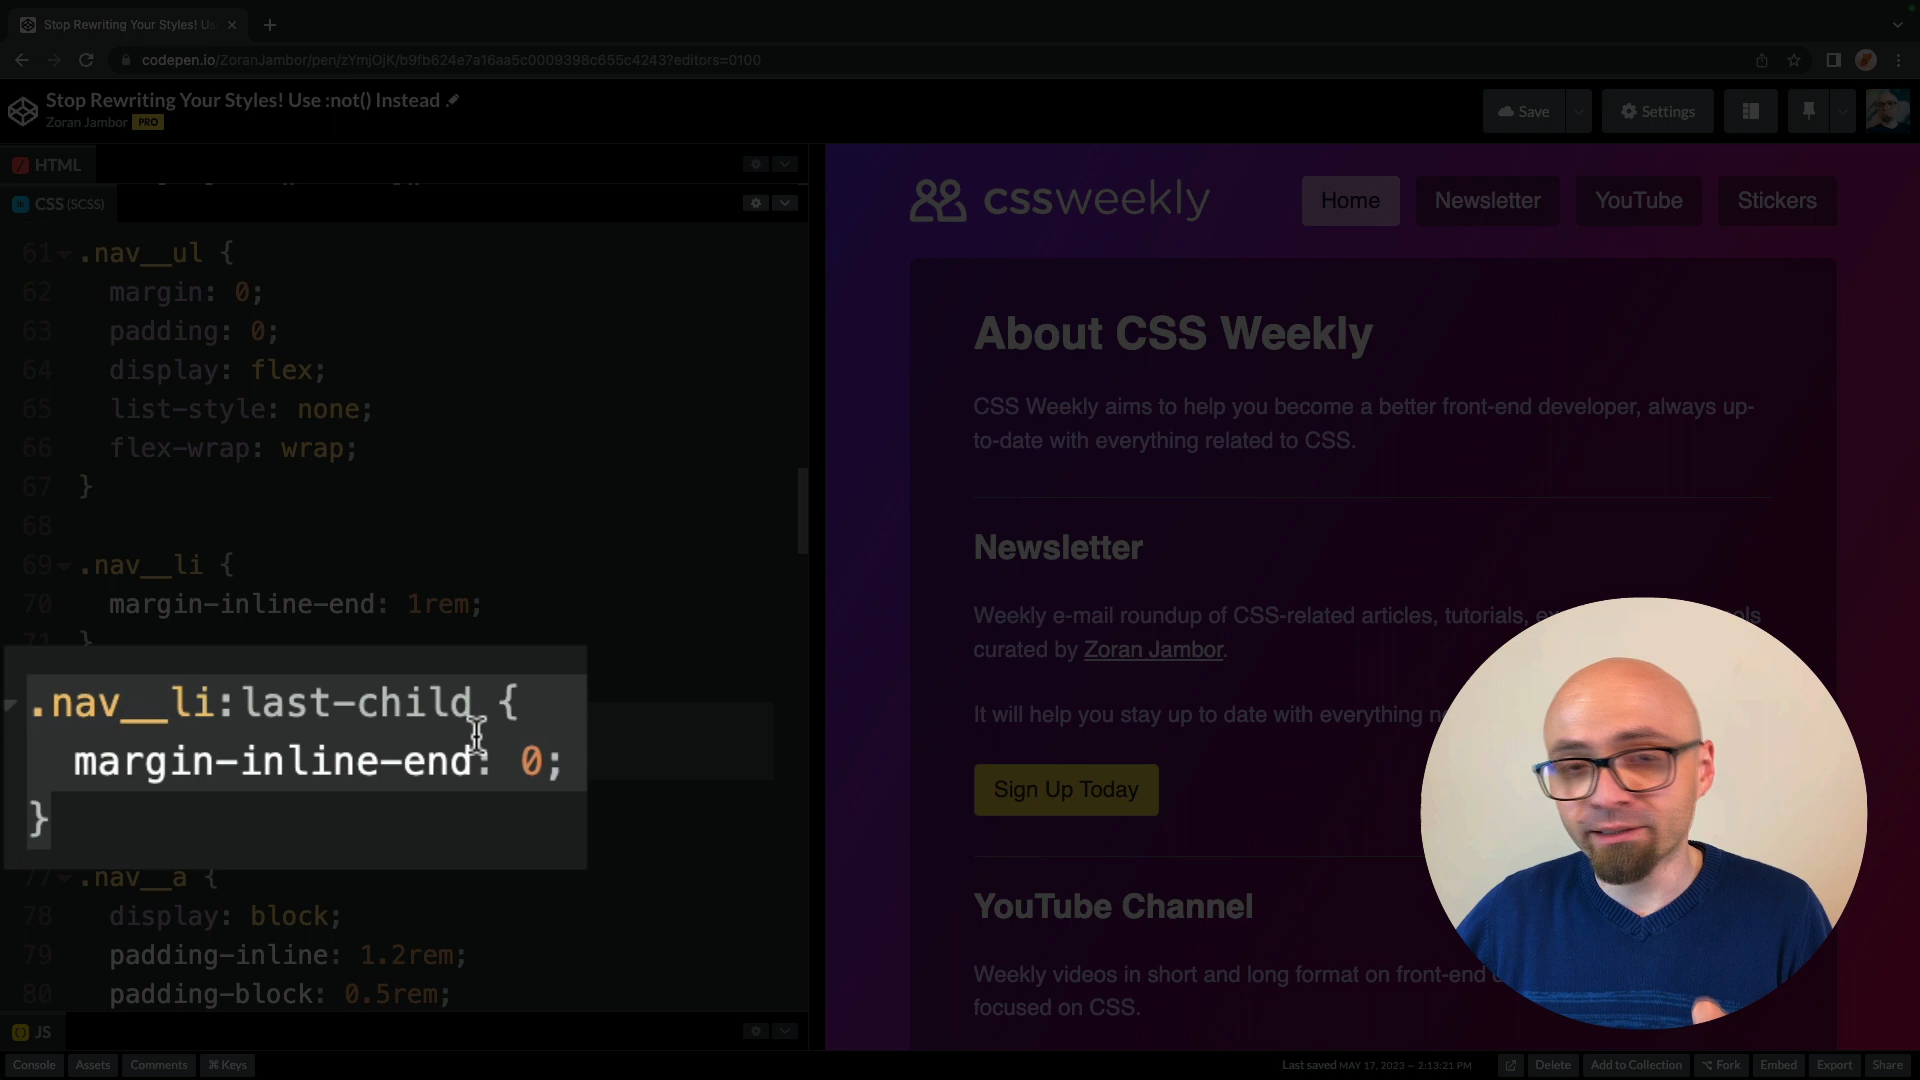 Stop Rewriting Your Styles! Us
codepen.io/ZoranJambor/pen/zYmjOjK/b9fb624e7a16aa5c0009398c655c4243?editors=0100
Stop Rewriting Your Styles! Use :not() Instead
Zoran Jambor PRO
Save
Settings
HTML
CSS (SCSS)
61 .nav__ul {
62 margin: 0;
63 padding: 0;
64 display: flex;
65 list-style: none;
66 flex-wrap: wrap;
67 }
68
69 .nav__li {
70 margin-inline-end: 1rem;
71 }
.nav__li:last-child {
margin-inline-end: 0;
}
77 .nav__a {
78 display: block;
79 padding-inline: 1.2rem;
80 padding-block: 0.5rem;
JS
cssweekly
Home Newsletter YouTube Stickers
About CSS Weekly
CSS Weekly aims to help you become a better front-end developer, always up-
to-date with everything related to CSS.
Newsletter
Weekly e-mail roundup of CSS-related articles, tutorials,
curated by Zoran Jambor.
It will help you stay up to date with everything
Sign Up Today
YouTube Channel
Weekly videos in short and long format on front-end
focused on CSS.
Console Assets Comments ⌘ Keys
Last saved MAY 17, 2023 — 2:13:21 PM
Delete Add to Collection ⌥ Fork Embed Export Share